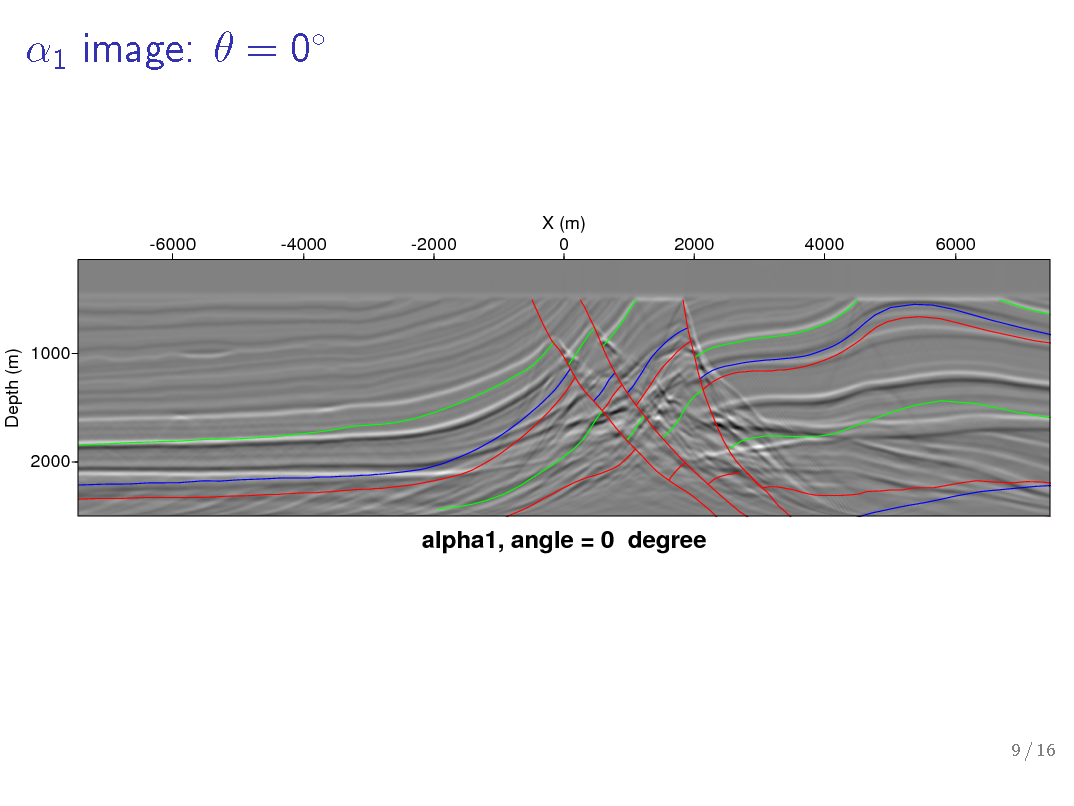 α₁ image: θ = 0°
X (m)
-6000 -4000 -2000 0 2000 4000 6000
Depth (m)
1000
2000
alpha1, angle = 0 degree
9 / 16